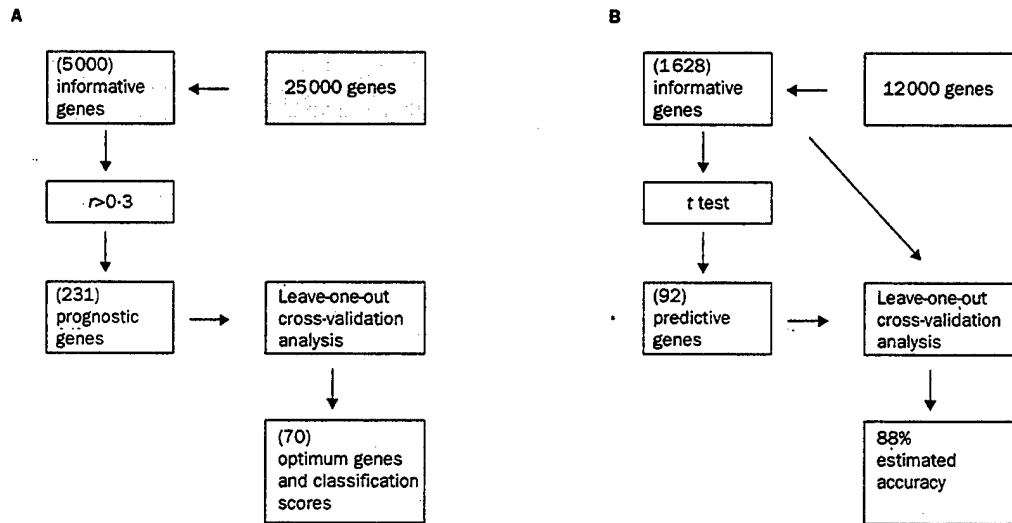 A
(5000)
informative
genes
25000 genes
r>0·3
(231)
prognostic
genes
Leave-one-out
cross-validation
analysis
(70)
optimum genes
and classification
scores
B
(1628)
informative
genes
12000 genes
t test
(92)
predictive
genes
Leave-one-out
cross-validation
analysis
88%
estimated
accuracy